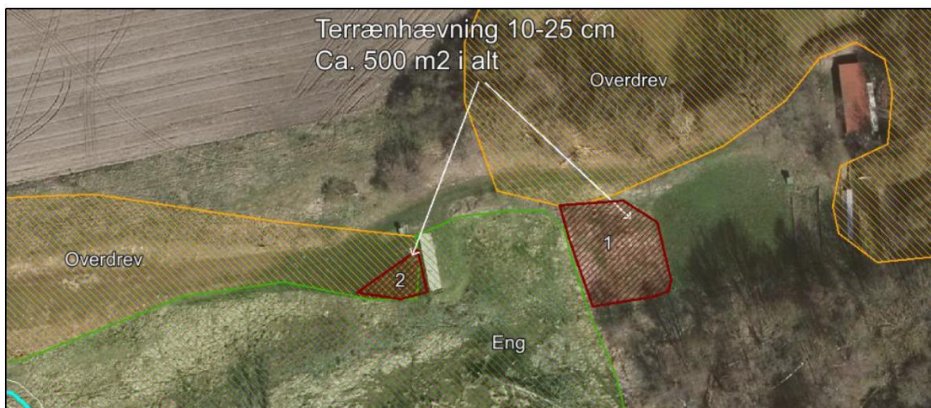 Terrænhævning 10-25 cm
Ca. 500 m2 i alt
Overdrev
1
Overdrev
2
Eng